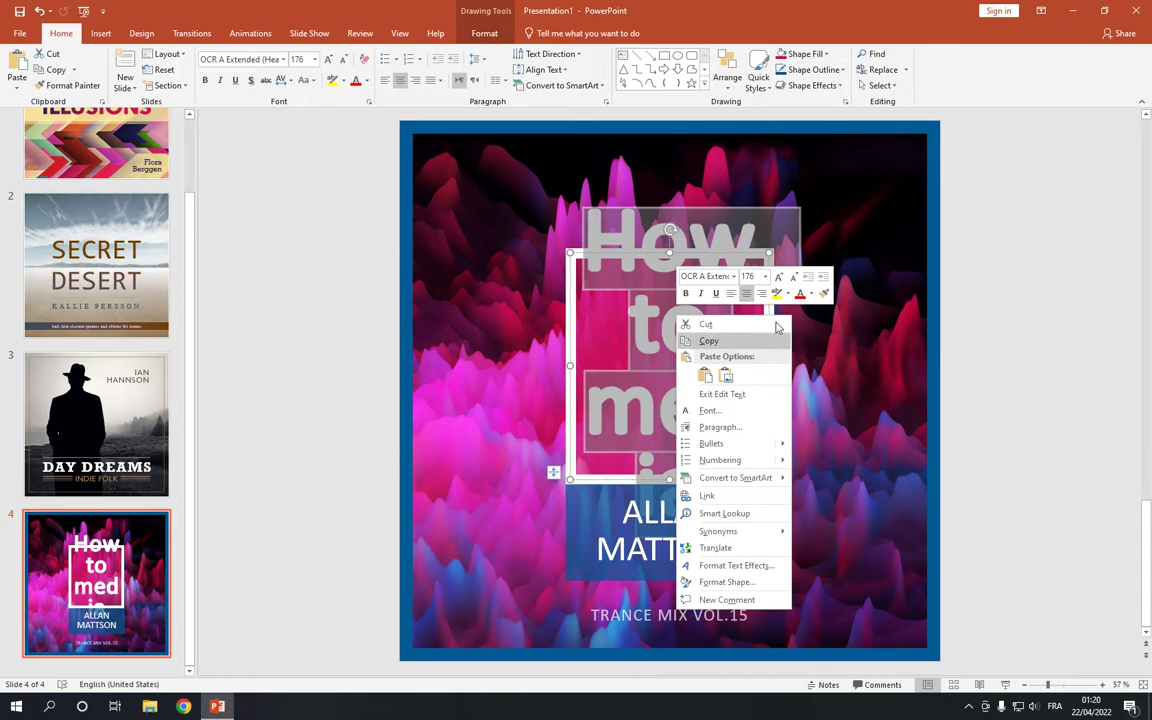 Drawing Tools
Presentation1 - PowerPoint
Sign in
File
Home
Insert
Design
Transitions
Animations
Slide Show
Review
View
Help
Format
Tell me what you want to do
Share
Paste
Cut
Copy
Format Painter
Clipboard
New Slide
Layout
Reset
Section
Slides
OCR A Extended (Hea
176
Font
Text Direction
Align Text
Convert to SmartArt
Paragraph
Arrange
Quick Styles
Shape Fill
Shape Outline
Shape Effects
Drawing
Find
Replace
Select
Editing
ILLUSIONS
Flora
Berggen
2
SECRET
DESERT
KALLIE PERSSON
3
IAN
HANNSON
DAY DREAMS
INDIE FOLK
4
How
to
med
ALLAN
MATTSON
TRANCE MIX VOL.15
How
to
me
ALL
MATT
TRANCE MIX VOL.15
OCR A Extenc
176
Cut
Copy
Paste Options:
Exit Edit Text
Font...
Paragraph...
Bullets
Numbering
Convert to SmartArt
Link
Smart Lookup
Synonyms
Translate
Format Text Effects...
Format Shape...
New Comment
Slide 4 of 4
English (United States)
Notes
Comments
57 %
FRA
01:20
22/04/2022